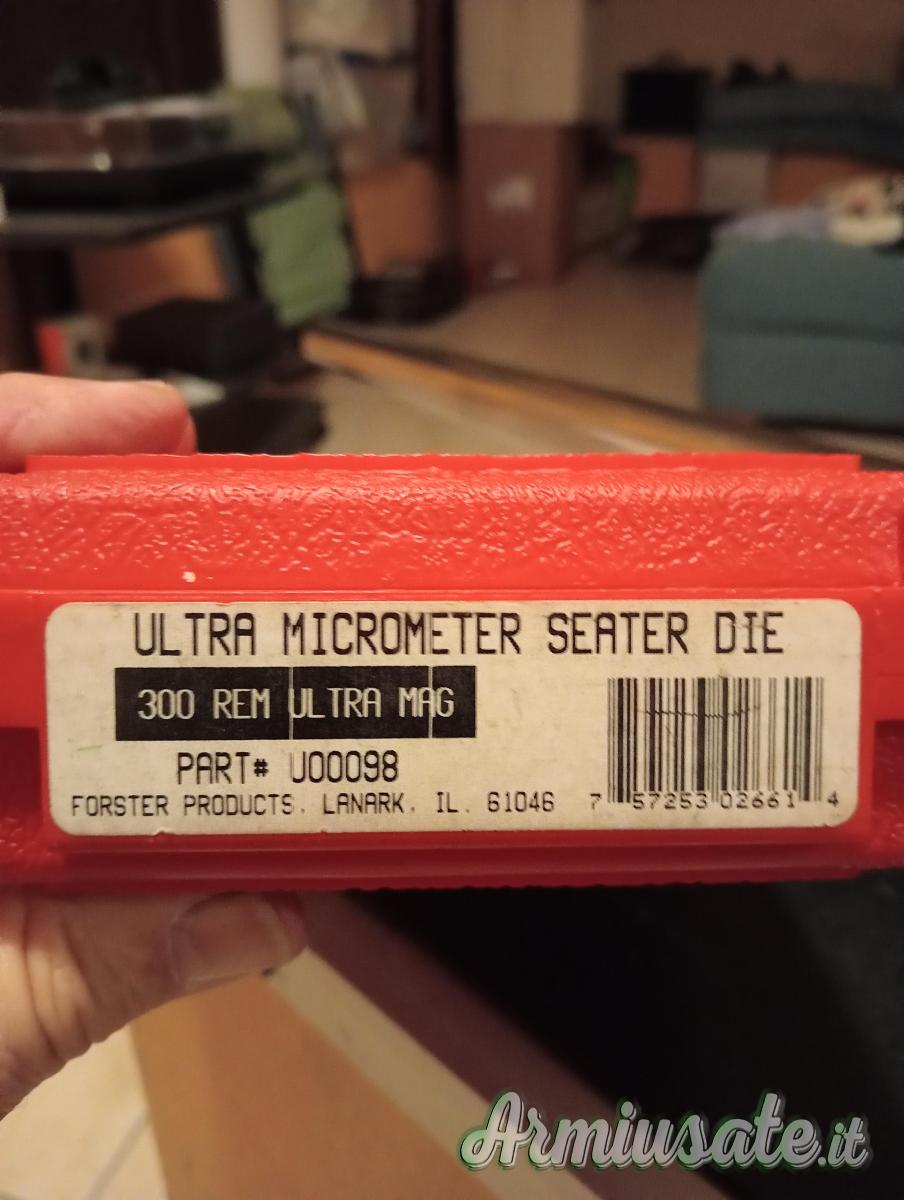 ULTRA MICROMETER SEATER DIE
300 REM ULTRA MAG
PART# U00098
FORSTER PRODUCTS, LANARK, IL. 61046
7 57253 02661 4
Armiusate.it